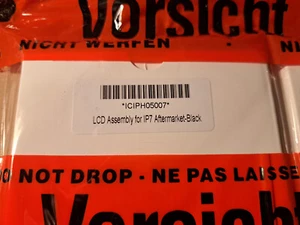 Vorsicht
NICHT WERFEN
*ICIPH05007*
LCD Assembly for IP7 Aftermarket-Black
NOT DROP - NE PAS LAISSE
Vorsicht